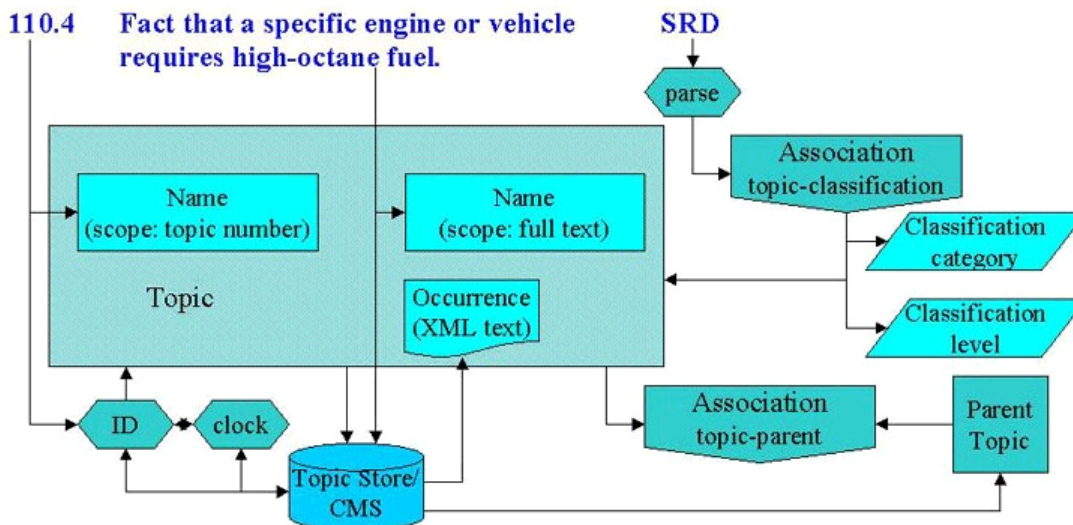 110.4
Fact that a specific engine or vehicle
requires high-octane fuel.
SRD
parse
Association
topic-classification
Name
(scope: topic number)
Name
(scope: full text)
Classification
category
Topic
Occurrence
(XML text)
Classification
level
ID
clock
Association
topic-parent
Parent
Topic
Topic Store/
CMS